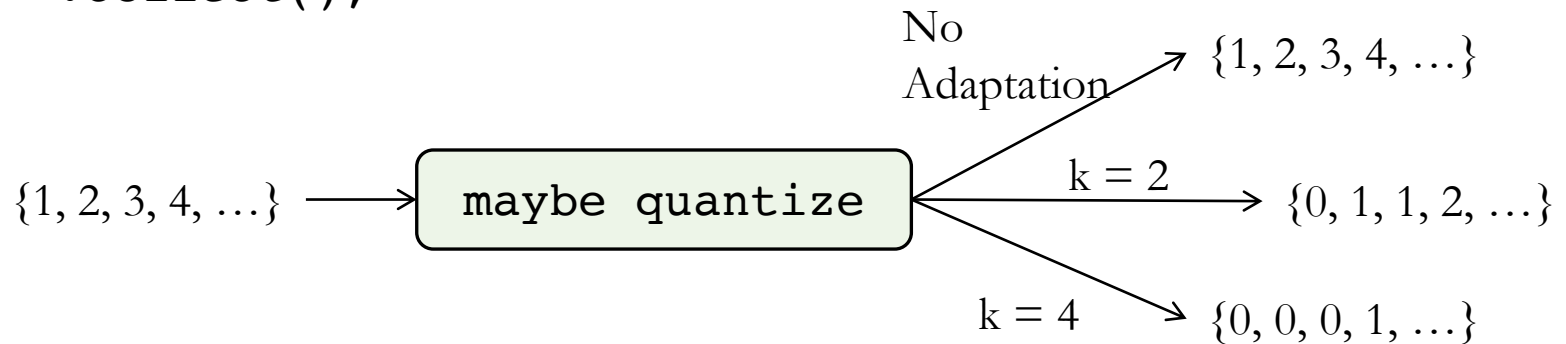 No
Adaptation
{1, 2, 3, 4, …}
{1, 2, 3, 4, …}
maybe quantize
k = 2
{0, 1, 1, 2, …}
k = 4
{0, 0, 0, 1, …}